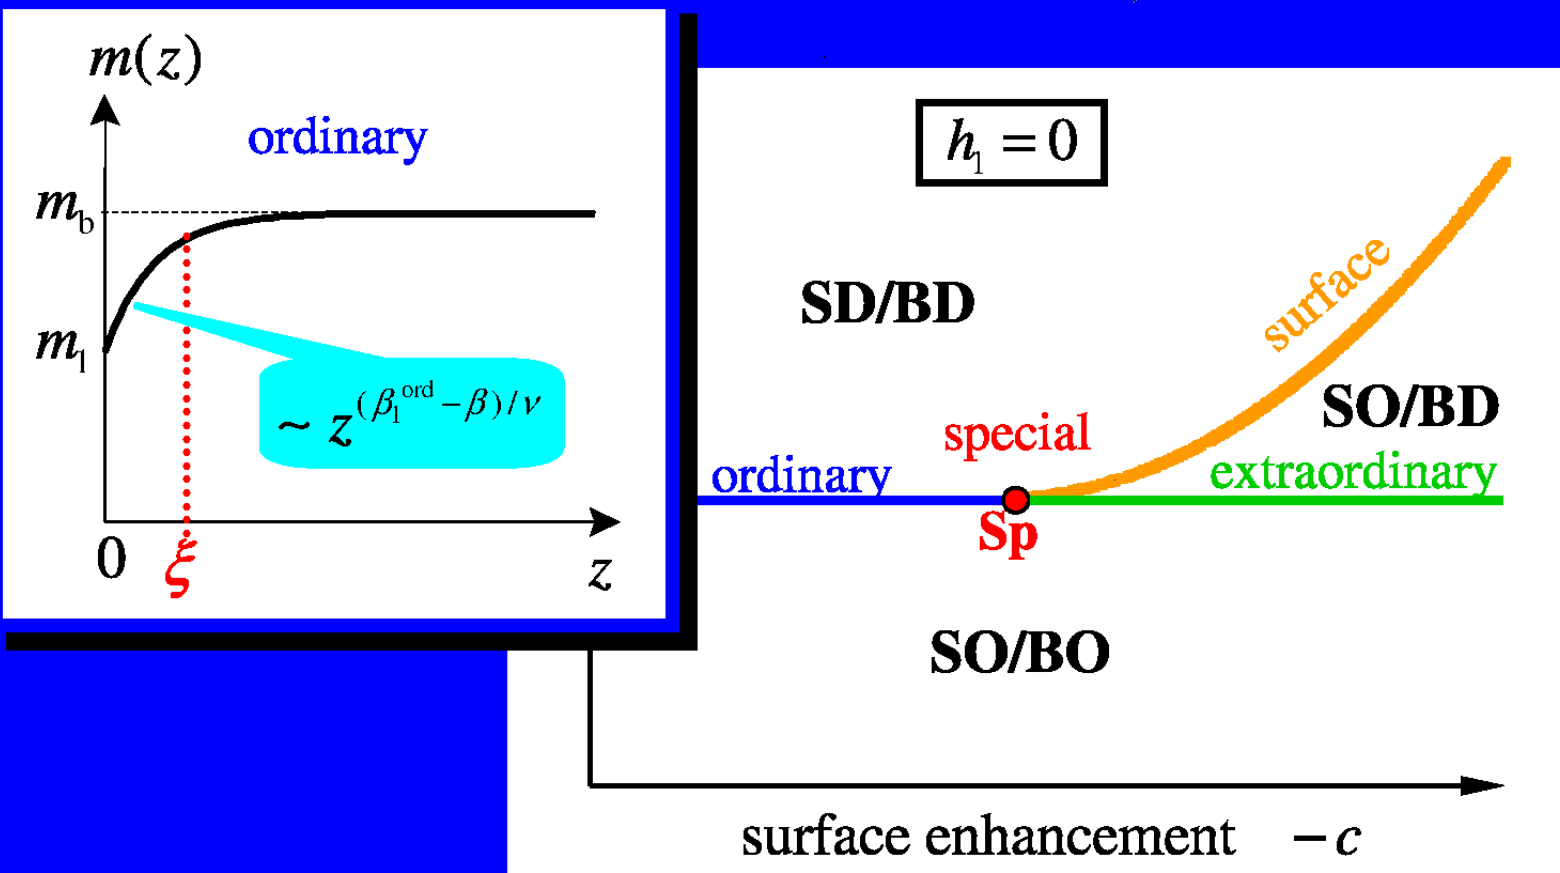 m(z)
ordinary
m_b
m_1
~ z^{(β_1^{ord} − β)/ν}
0
ξ
z
h_1 = 0
SD/BD
surface
SO/BD
special
ordinary
extraordinary
Sp
SO/BO
surface enhancement −c